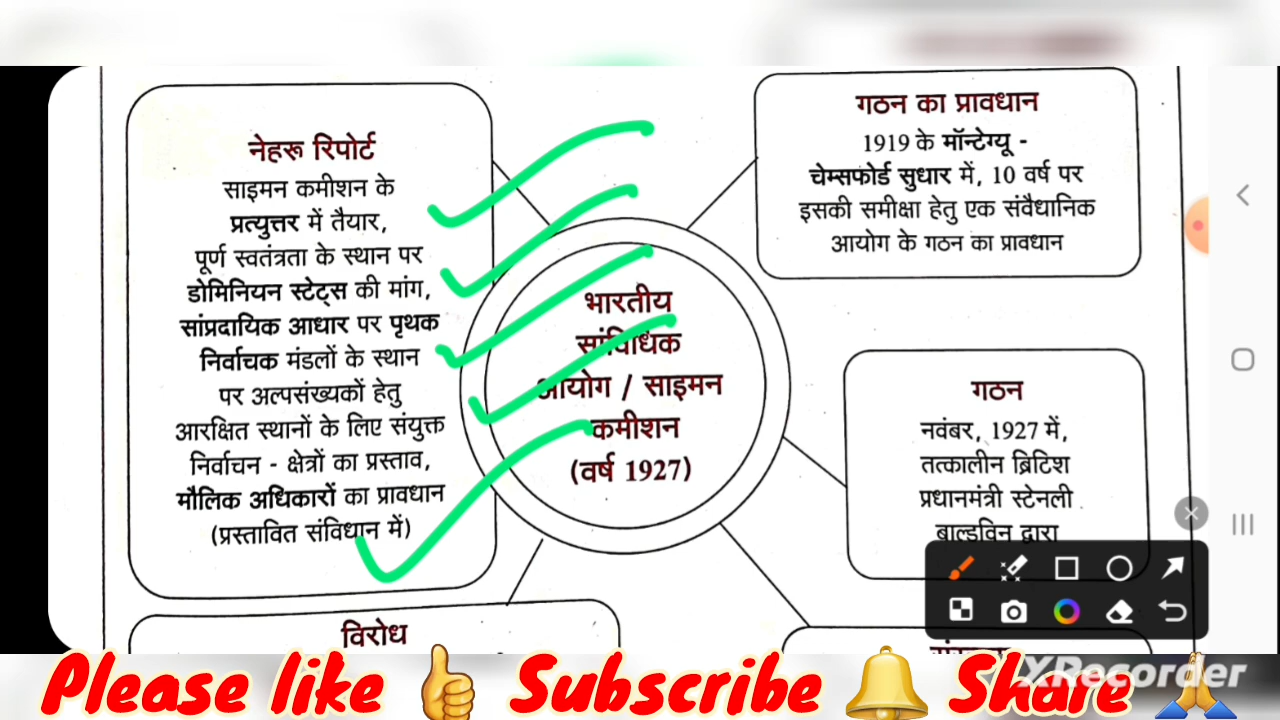 नेहरू रिपोर्ट
साइमन कमीशन के
प्रत्युत्तर में तैयार,
पूर्ण स्वतंत्रता के स्थान पर
डोमिनियन स्टेट्स की मांग,
सांप्रदायिक आधार पर पृथक
निर्वाचक मंडलों के स्थान
पर अल्पसंख्यकों हेतु
आरक्षित स्थानों के लिए संयुक्त
निर्वाचन - क्षेत्रों का प्रस्ताव,
मौलिक अधिकारों का प्रावधान
(प्रस्तावित संविधान में)
गठन का प्रावधान
1919 के मॉन्टेग्यू -
चेम्सफोर्ड सुधार में, 10 वर्ष पर
इसकी समीक्षा हेतु एक संवैधानिक
आयोग के गठन का प्रावधान
भारतीय
सांविधिक
आयोग / साइमन
कमीशन
(वर्ष 1927)
गठन
नवंबर, 1927 में,
तत्कालीन ब्रिटिश
प्रधानमंत्री स्टेनली
बाल्डविन द्वारा
विरोध
XRecorder
Please like Subscribe Share